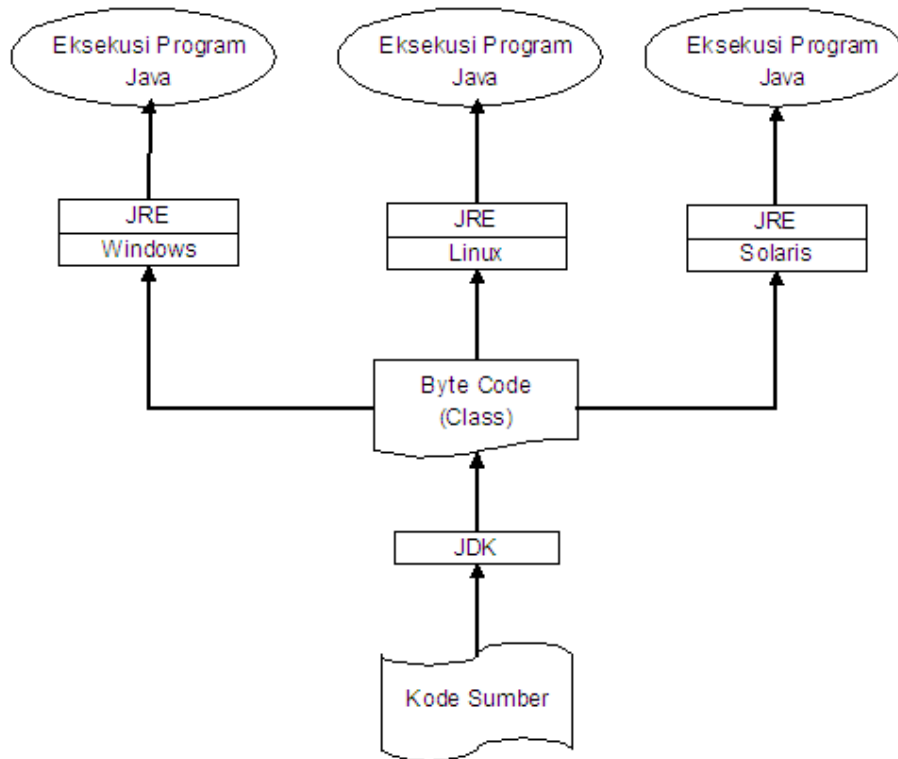 Eksekusi Program
Java
Eksekusi Program
Java
Eksekusi Program
Java
JRE
Windows
JRE
Linux
JRE
Solaris
Byte Code
(Class)
JDK
Kode Sumber